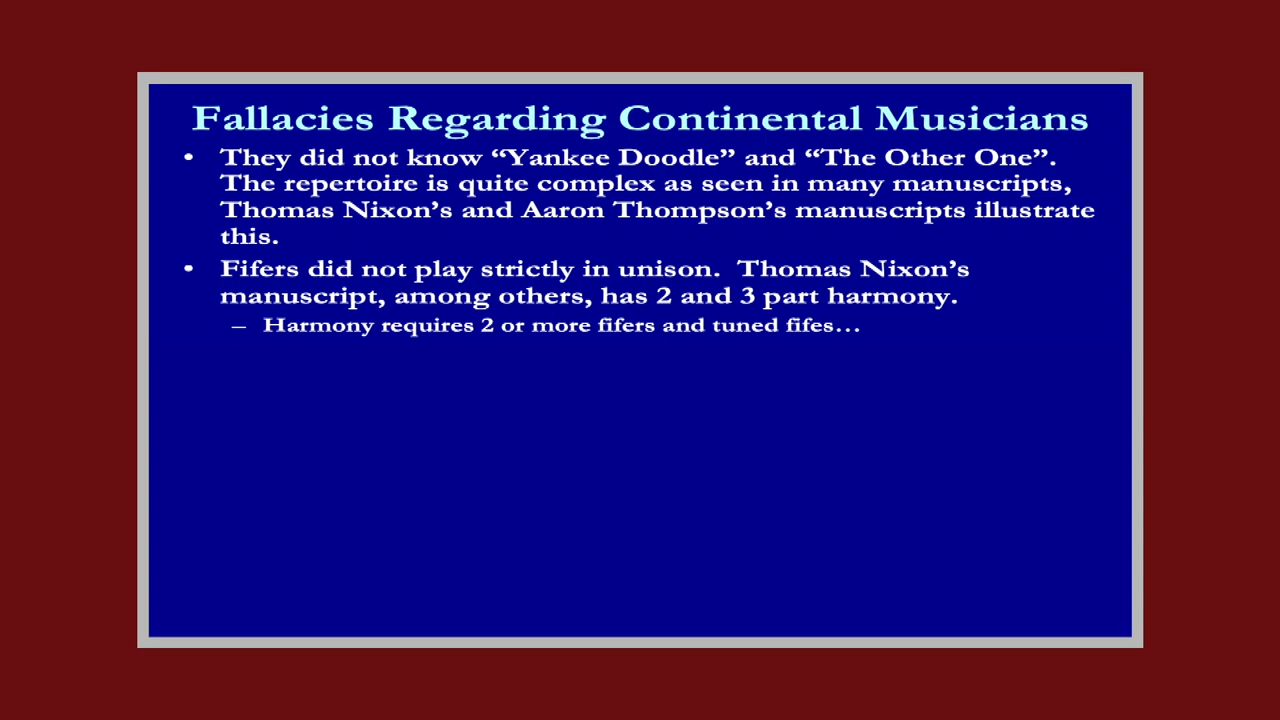 Fallacies Regarding Continental Musicians
• They did not know “Yankee Doodle” and “The Other One”.
The repertoire is quite complex as seen in many manuscripts,
Thomas Nixon’s and Aaron Thompson’s manuscripts illustrate
this.
• Fifers did not play strictly in unison.  Thomas Nixon’s
manuscript, among others, has 2 and 3 part harmony.
– Harmony requires 2 or more fifers and tuned fifes…